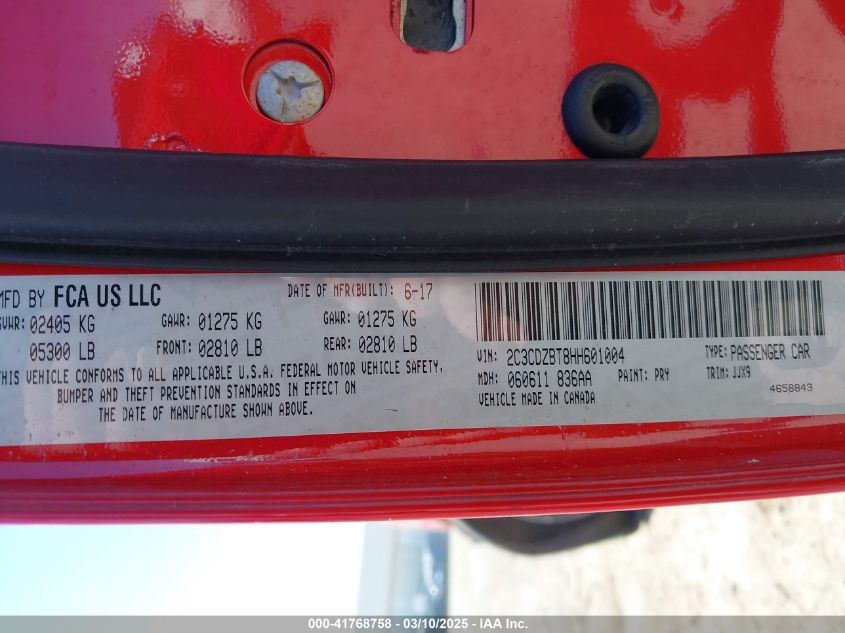 MFD BY FCA US LLC DATE OF MFR(BUILT): 6-17
GVWR: 02405 KG GAWR: 01275 KG GAWR: 01275 KG
05300 LB FRONT: 02810 LB REAR: 02810 LB
THIS VEHICLE CONFORMS TO ALL APPLICABLE U.S.A. FEDERAL MOTOR VEHICLE SAFETY,
BUMPER AND THEFT PREVENTION STANDARDS IN EFFECT ON
THE DATE OF MANUFACTURE SHOWN ABOVE.
VIN: 2C3CDZBT8HH601004 TYPE: PASSENGER CAR
MDH: 060611 836AA PAINT: PRY TRIM: JJX9
VEHICLE MADE IN CANADA 4658843
000-41768758 - 03/10/2025 - IAA Inc.